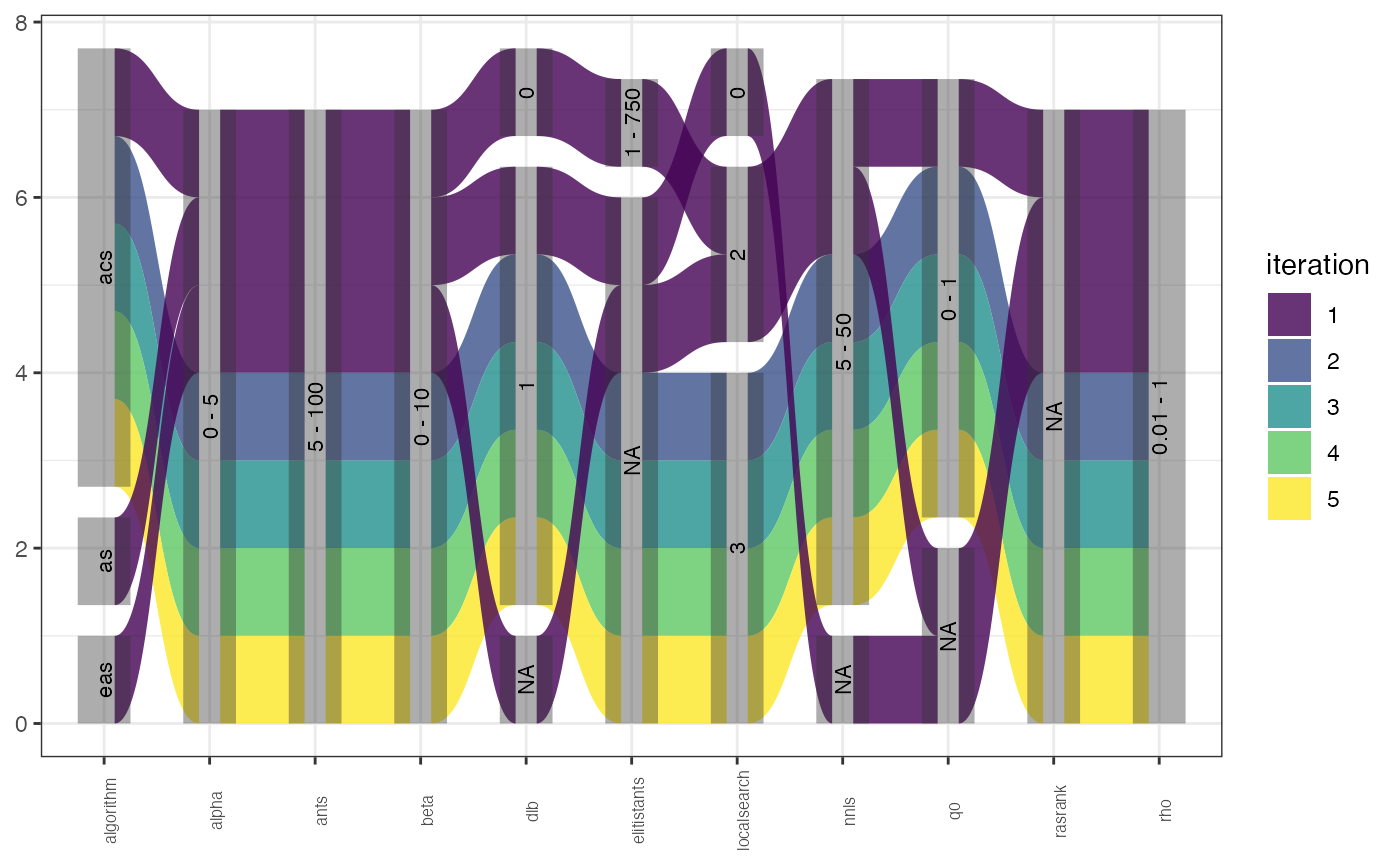 8
6
4
2
0
acs
as
eas
0 - 5
5 - 100
0 - 10
0
1
NA
1 - 750
NA
0
2
3
5 - 50
NA
0 - 1
NA
NA
0.01 - 1
algorithm
alpha
ants
beta
dlb
elitistants
localsearch
nnls
q0
rasrank
rho
iteration
1
2
3
4
5